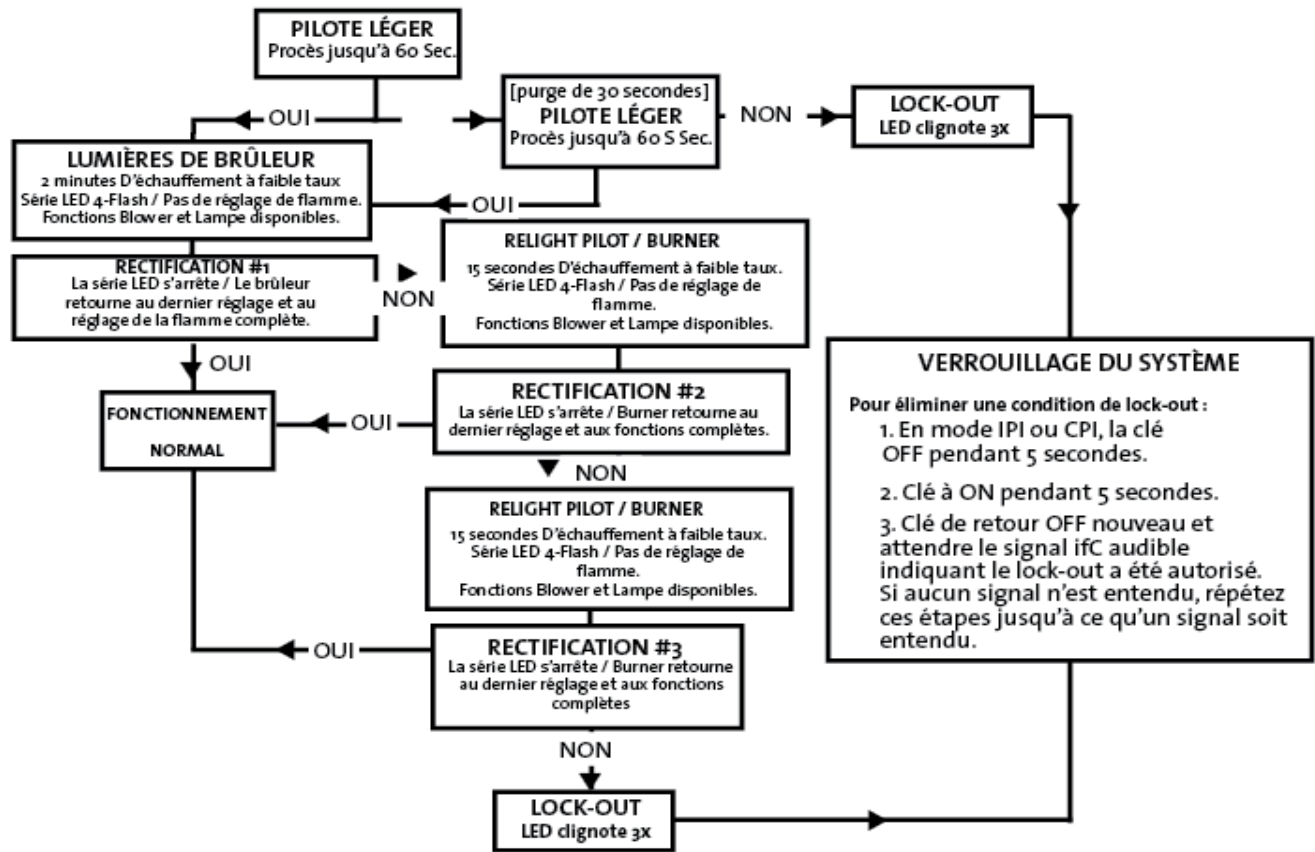 PILOTE LÉGER
Procès jusqu'à 60 Sec.
OUI
[purge de 30 secondes]
PILOTE LÉGER
Procès jusqu'à 60 S Sec.
NON
LOCK-OUT
LED clignote 3x
LUMIÈRES DE BRÛLEUR
2 minutes D'échauffement à faible taux
Série LED 4-Flash / Pas de réglage de flamme.
Fonctions Blower et Lampe disponibles.
OUI
RECTIFICATION #1
La série LED s'arrête / Le brûleur
retourne au dernier réglage et au
réglage de la flamme complète.
NON
RELIGHT PILOT / BURNER
15 secondes D'échauffement à faible taux.
Série LED 4-Flash / Pas de réglage de
flamme.
Fonctions Blower et Lampe disponibles.
OUI
FONCTIONNEMENT
NORMAL
OUI
RECTIFICATION #2
La série LED s'arrête / Burner retourne au
dernier réglage et aux fonctions complètes.
NON
RELIGHT PILOT / BURNER
15 secondes D'échauffement à faible taux.
Série LED 4-Flash / Pas de réglage de
flamme.
Fonctions Blower et Lampe disponibles.
OUI
RECTIFICATION #3
La série LED s'arrête / Burner retourne
au dernier réglage et aux fonctions
complètes
NON
LOCK-OUT
LED clignote 3x
VERROUILLAGE DU SYSTÈME
Pour éliminer une condition de lock-out :
1. En mode IPI ou CPI, la clé
OFF pendant 5 secondes.
2. Clé à ON pendant 5 secondes.
3. Clé de retour OFF nouveau et
attendre le signal ifC audible
indiquant le lock-out a été autorisé.
Si aucun signal n'est entendu, répétez
ces étapes jusqu'à ce qu'un signal soit
entendu.